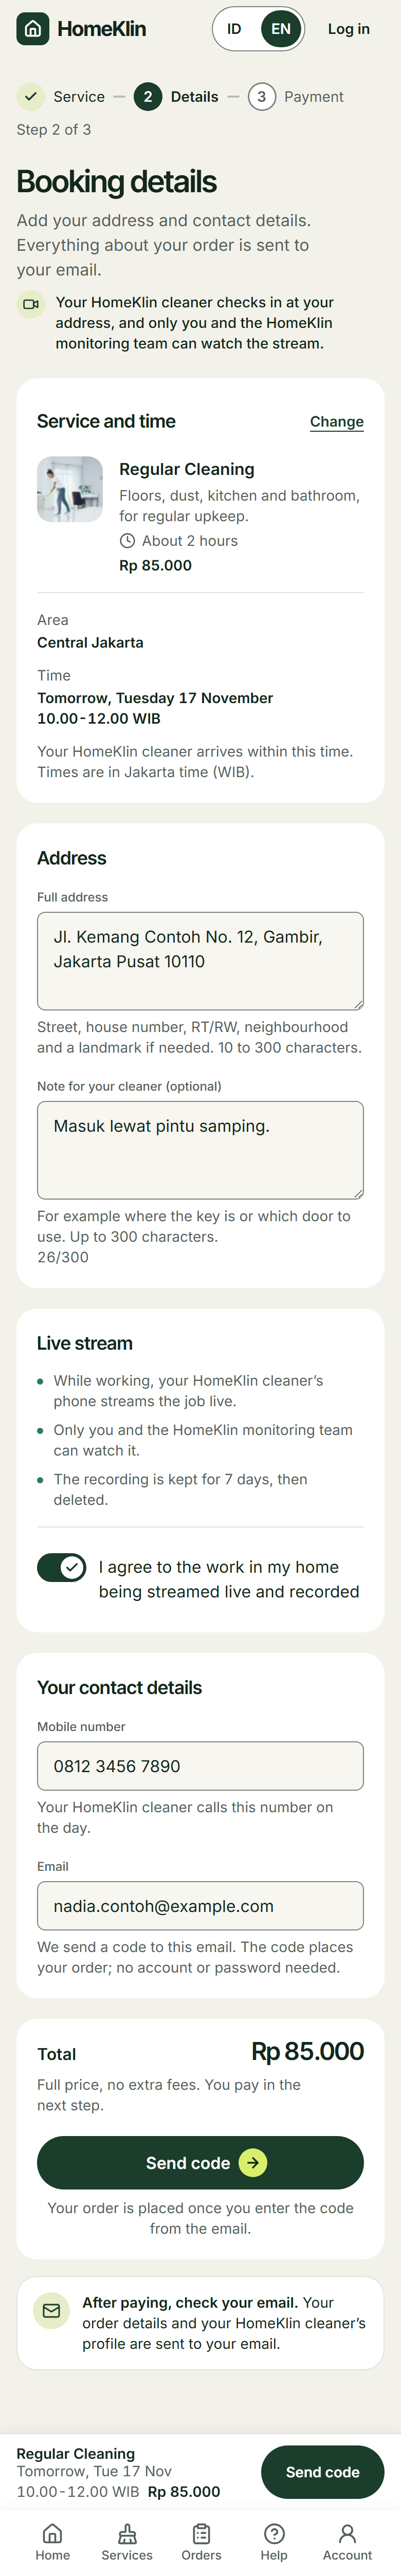 HomeKlin
ID EN Log in
Service — 2 Details — 3 Payment
Step 2 of 3
Booking details
Add your address and contact details.
Everything about your order is sent to
your email.
Your HomeKlin cleaner checks in at your
address, and only you and the HomeKlin
monitoring team can watch the stream.
Service and time Change
Regular Cleaning
Floors, dust, kitchen and bathroom,
for regular upkeep.
About 2 hours
Rp 85.000
Area
Central Jakarta
Time
Tomorrow, Tuesday 17 November
10.00-12.00 WIB
Your HomeKlin cleaner arrives within this time.
Times are in Jakarta time (WIB).
Address
Full address
Jl. Kemang Contoh No. 12, Gambir,
Jakarta Pusat 10110
Street, house number, RT/RW, neighbourhood
and a landmark if needed. 10 to 300 characters.
Note for your cleaner (optional)
Masuk lewat pintu samping.
For example where the key is or which door to
use. Up to 300 characters.
26/300
Live stream
• While working, your HomeKlin cleaner's
phone streams the job live.
• Only you and the HomeKlin monitoring team
can watch it.
• The recording is kept for 7 days, then
deleted.
I agree to the work in my home
being streamed live and recorded
Your contact details
Mobile number
0812 3456 7890
Your HomeKlin cleaner calls this number on
the day.
Email
nadia.contoh@example.com
We send a code to this email. The code places
your order; no account or password needed.
Total Rp 85.000
Full price, no extra fees. You pay in the
next step.
Send code
Your order is placed once you enter the code
from the email.
After paying, check your email. Your
order details and your HomeKlin cleaner's
profile are sent to your email.
Regular Cleaning
Tomorrow, Tue 17 Nov
10.00-12.00 WIB Rp 85.000
Send code
Home Services Orders Help Account